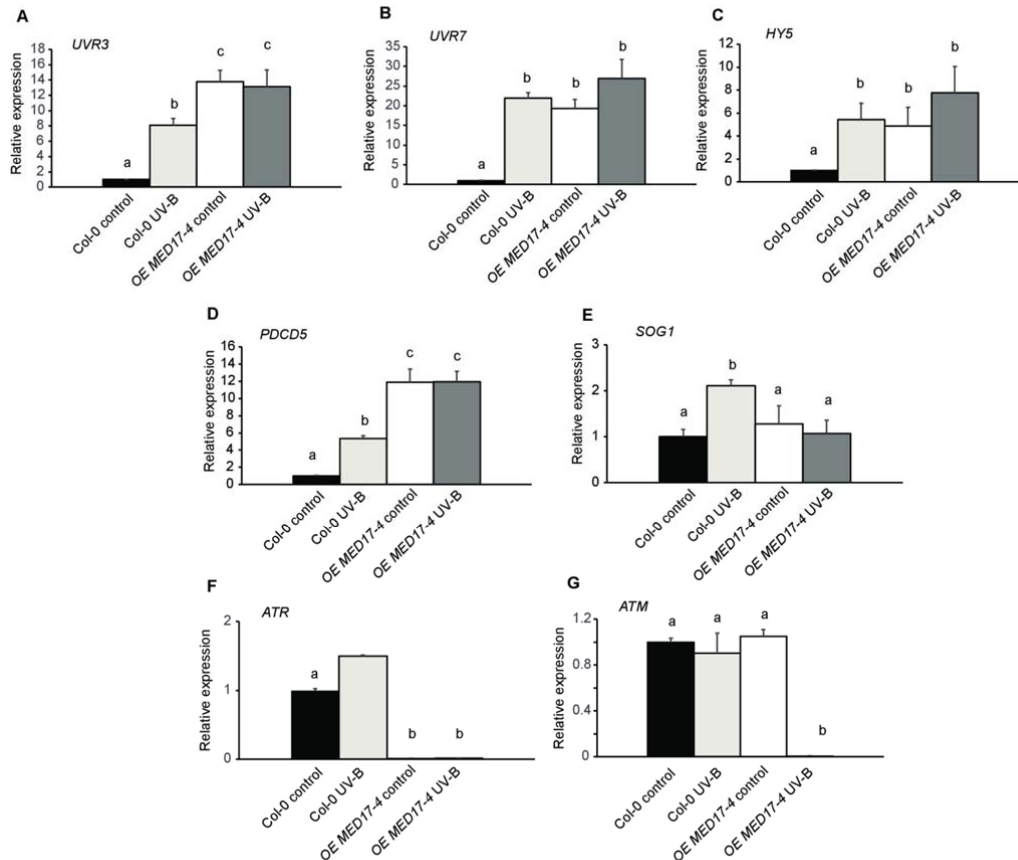 A
UVR3
Relative expression
18
16
14
12
10
8
6
4
2
0
a
b
c
c
Col-0 control
Col-0 UV-B
OE MED17-4 control
OE MED17-4 UV-B
B
UVR7
Relative expression
35
30
25
20
15
10
5
0
a
b
b
b
Col-0 control
Col-0 UV-B
OE MED17-4 control
OE MED17-4 UV-B
C
HY5
Relative expression
12
10
8
6
4
2
0
a
b
b
b
Col-0 control
Col-0 UV-B
OE MED17-4 control
OE MED17-4 UV-B
D
PDCD5
Relative expression
16
14
12
10
8
6
4
2
0
a
b
c
c
Col-0 control
Col-0 UV-B
OE MED17-4 control
OE MED17-4 UV-B
E
SOG1
Relative expression
3
2
1
0
a
b
a
a
Col-0 control
Col-0 UV-B
OE MED17-4 control
OE MED17-4 UV-B
F
ATR
Relative expression
2
1
0
a
b
b
Col-0 control
Col-0 UV-B
OE MED17-4 control
OE MED17-4 UV-B
G
ATM
Relative expression
1.2
0.8
0.4
0
a
a
a
b
Col-0 control
Col-0 UV-B
OE MED17-4 control
OE MED17-4 UV-B